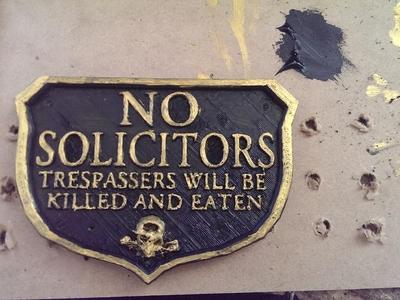 NO
SOLICITORS
TRESPASSERS WILL BE
KILLED AND EATEN